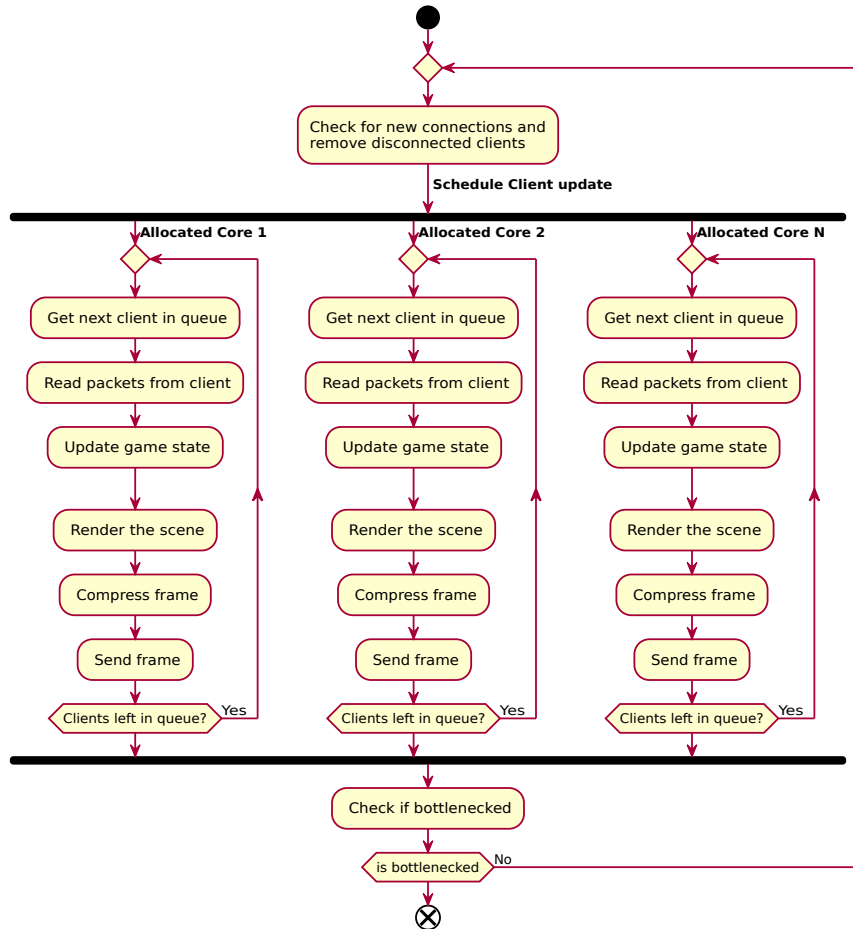 Check for new connections and
remove disconnected clients
Schedule Client update
Allocated Core 1
Allocated Core 2
Allocated Core N
Get next client in queue
Get next client in queue
Get next client in queue
Read packets from client
Read packets from client
Read packets from client
Update game state
Update game state
Update game state
Render the scene
Render the scene
Render the scene
Compress frame
Compress frame
Compress frame
Send frame
Send frame
Send frame
Clients left in queue?
Yes
Clients left in queue?
Yes
Clients left in queue?
Yes
Check if bottlenecked
is bottlenecked
No